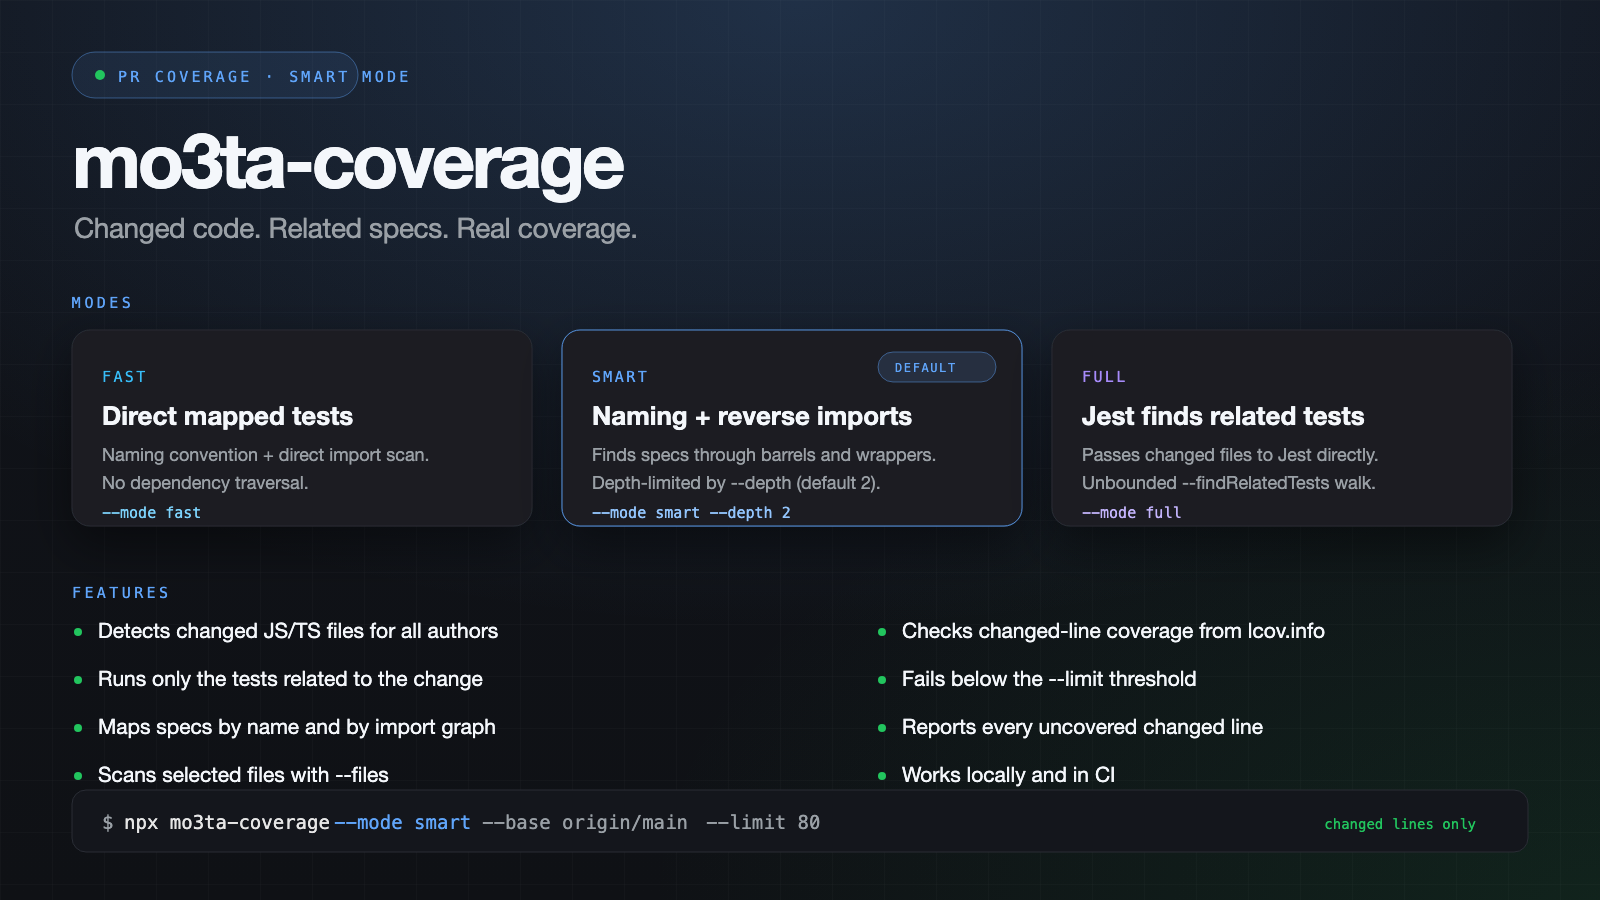 PR COVERAGE · SMART MODE
mo3ta-coverage
Changed code. Related specs. Real coverage.
MODES
FAST
Direct mapped tests
Naming convention + direct import scan.
No dependency traversal.
--mode fast
SMART
DEFAULT
Naming + reverse imports
Finds specs through barrels and wrappers.
Depth-limited by --depth (default 2).
--mode smart --depth 2
FULL
Jest finds related tests
Passes changed files to Jest directly.
Unbounded --findRelatedTests walk.
--mode full
FEATURES
Detects changed JS/TS files for all authors
Runs only the tests related to the change
Maps specs by name and by import graph
Scans selected files with --files
Checks changed-line coverage from lcov.info
Fails below the --limit threshold
Reports every uncovered changed line
Works locally and in CI
$ npx mo3ta-coverage --mode smart --base origin/main --limit 80
changed lines only